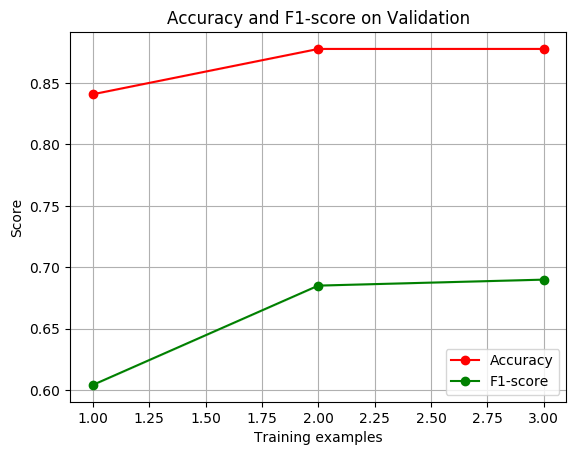 Accuracy and F1-score on Validation
Score
0.85
0.80
0.75
0.70
0.65
0.60
Accuracy
F1-score
1.00 1.25 1.50 1.75 2.00 2.25 2.50 2.75 3.00
Training examples